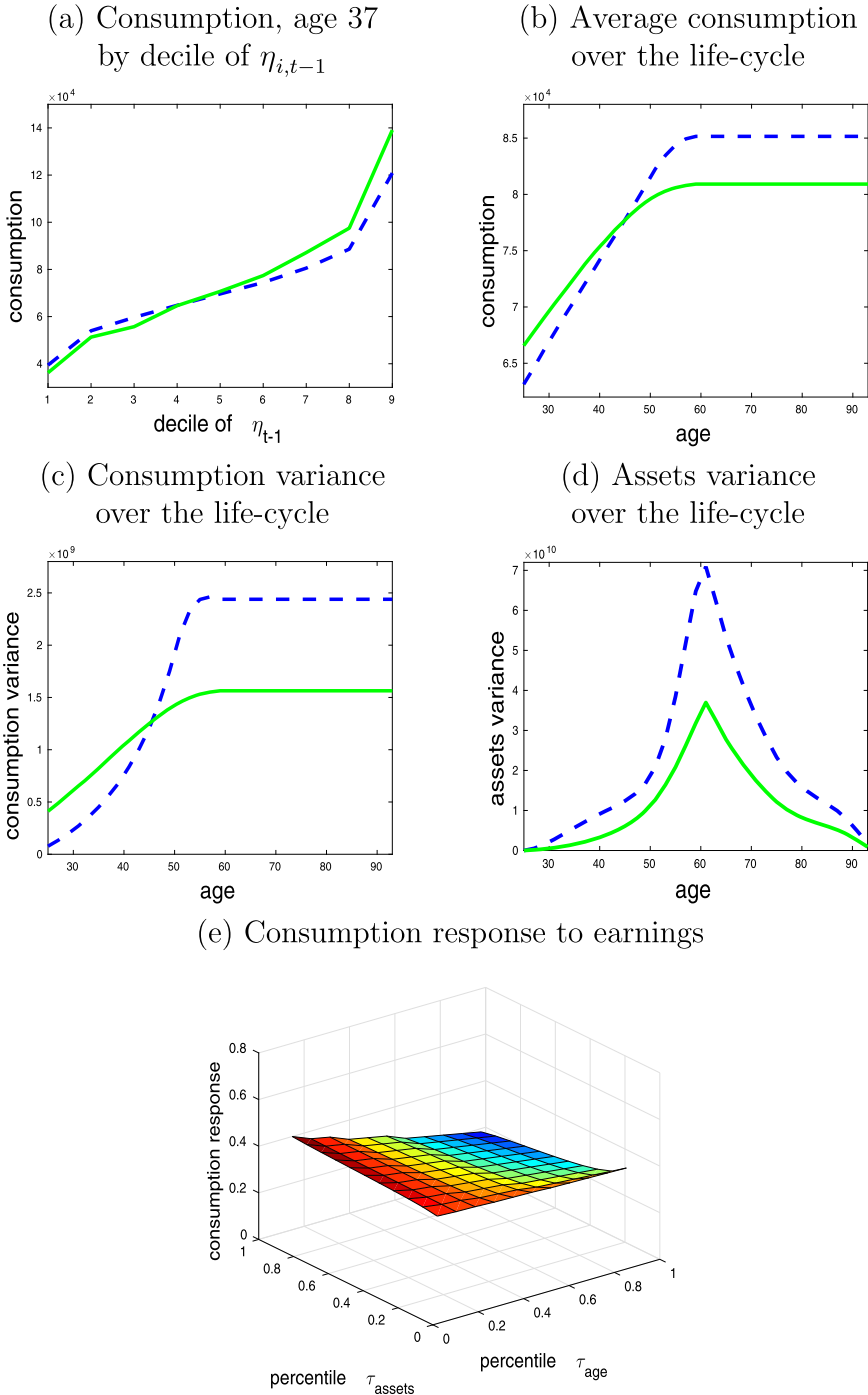 (a) Consumption, age 37
by decile of η_{i,t−1}
×10^4
14
12
10
8
6
4
1 2 3 4 5 6 7 8 9
consumption
decile of η_{t-1}
(b) Average consumption
over the life-cycle
×10^4
8.5
8
7.5
7
6.5
30 40 50 60 70 80 90
consumption
age
(c) Consumption variance
over the life-cycle
×10^9
2.5
2
1.5
1
0.5
0
30 40 50 60 70 80 90
consumption variance
age
(d) Assets variance
over the life-cycle
×10^10
7
6
5
4
3
2
1
0
30 40 50 60 70 80 90
assets variance
age
(e) Consumption response to earnings
0.8
0.6
0.4
0.2
0
consumption response
1
0.8
0.6
0.4
0.2
0
percentile τ_{assets}
0
0.2
0.4
0.6
0.8
1
percentile τ_{age}